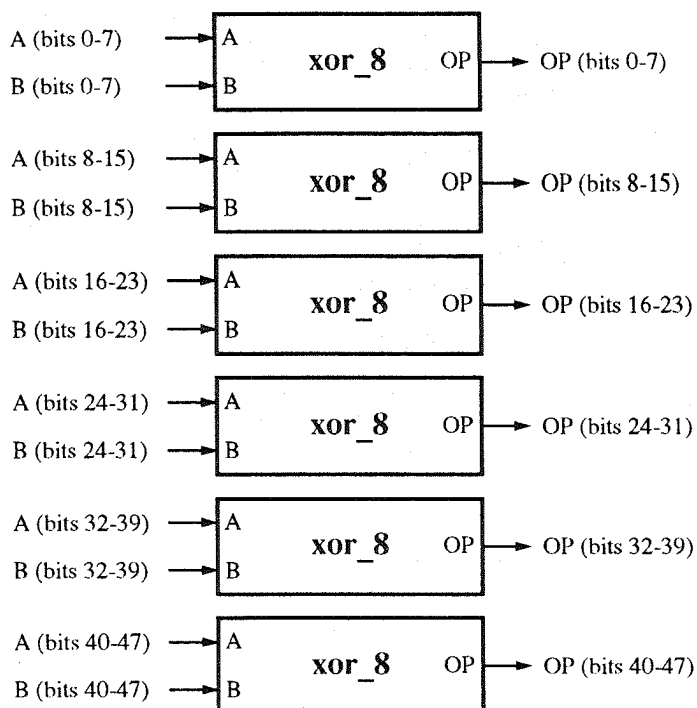 A (bits 0-7) A xor_8 OP OP (bits 0-7)
B (bits 0-7) B
A (bits 8-15) A xor_8 OP OP (bits 8-15)
B (bits 8-15) B
A (bits 16-23) A xor_8 OP OP (bits 16-23)
B (bits 16-23) B
A (bits 24-31) A xor_8 OP OP (bits 24-31)
B (bits 24-31) B
A (bits 32-39) A xor_8 OP OP (bits 32-39)
B (bits 32-39) B
A (bits 40-47) A xor_8 OP OP (bits 40-47)
B (bits 40-47) B